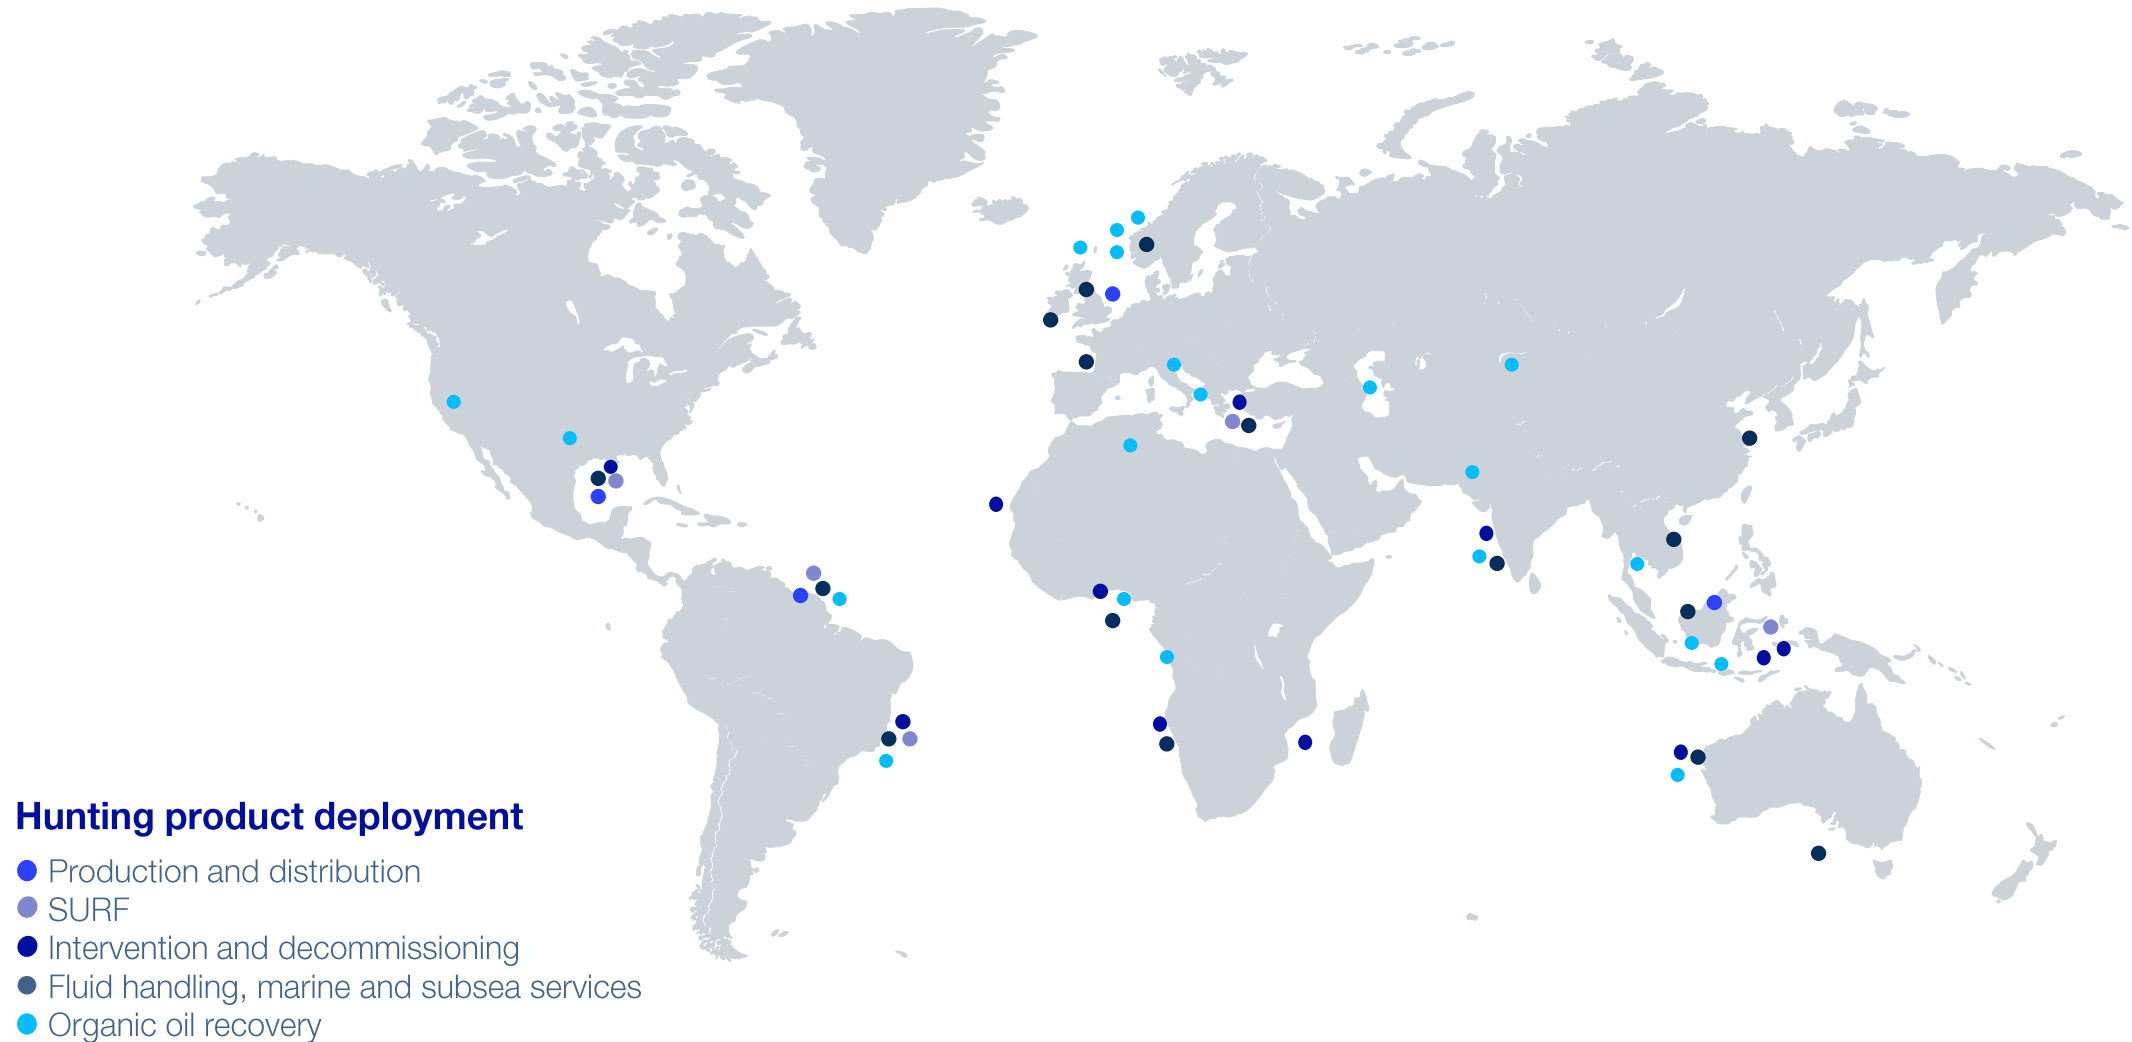 Hunting product deployment
Production and distribution
SURF
Intervention and decommissioning
Fluid handling, marine and subsea services
Organic oil recovery